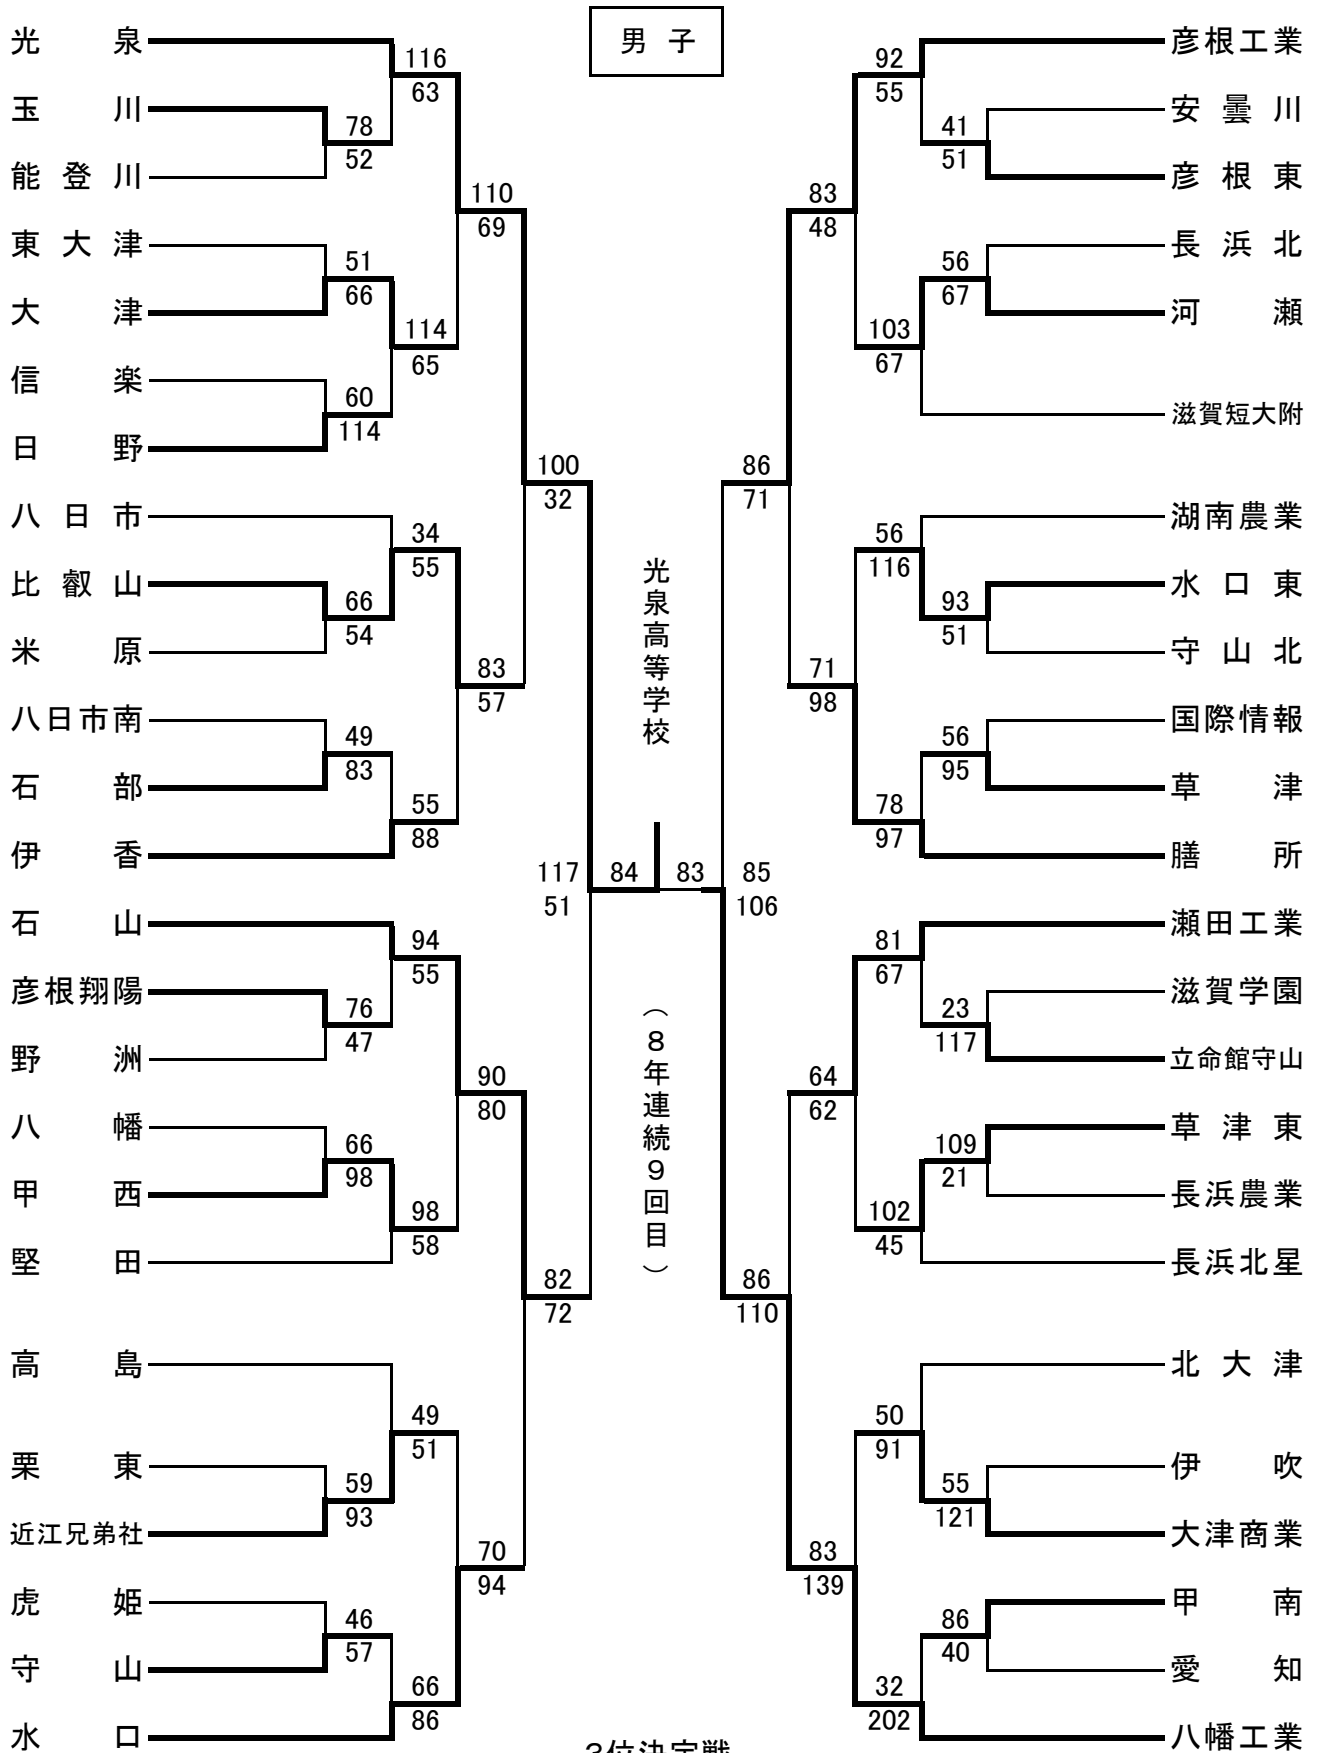 男子
光泉
玉川
能登川
東大津
大津
信楽
日野
八日市
比叡山
米原
八日市南
石部
伊香
石山
彦根翔陽
野洲
八幡
甲西
堅田
高島
栗東
近江兄弟社
虎姫
守山
水口
78
52
51
66
60
114
66
54
49
83
76
47
66
98
59
93
46
57
116
63
114
65
34
55
55
88
94
55
98
58
49
51
66
86
110
69
83
57
90
80
70
94
100
32
82
72
117
51
84
83
85
106
光泉高等学校
（8年連続9回目）
86
71
86
110
83
48
71
98
64
62
83
139
92
55
103
67
56
116
78
97
81
67
102
45
50
91
32
202
41
51
56
67
93
51
56
95
23
117
109
21
55
121
86
40
彦根工業
安曇川
彦根東
長浜北
河瀬
滋賀短大附
湖南農業
水口東
守山北
国際情報
草津
膳所
瀬田工業
滋賀学園
立命館守山
草津東
長浜農業
長浜北星
北大津
伊吹
大津商業
甲南
愛知
八幡工業
3位決定戦